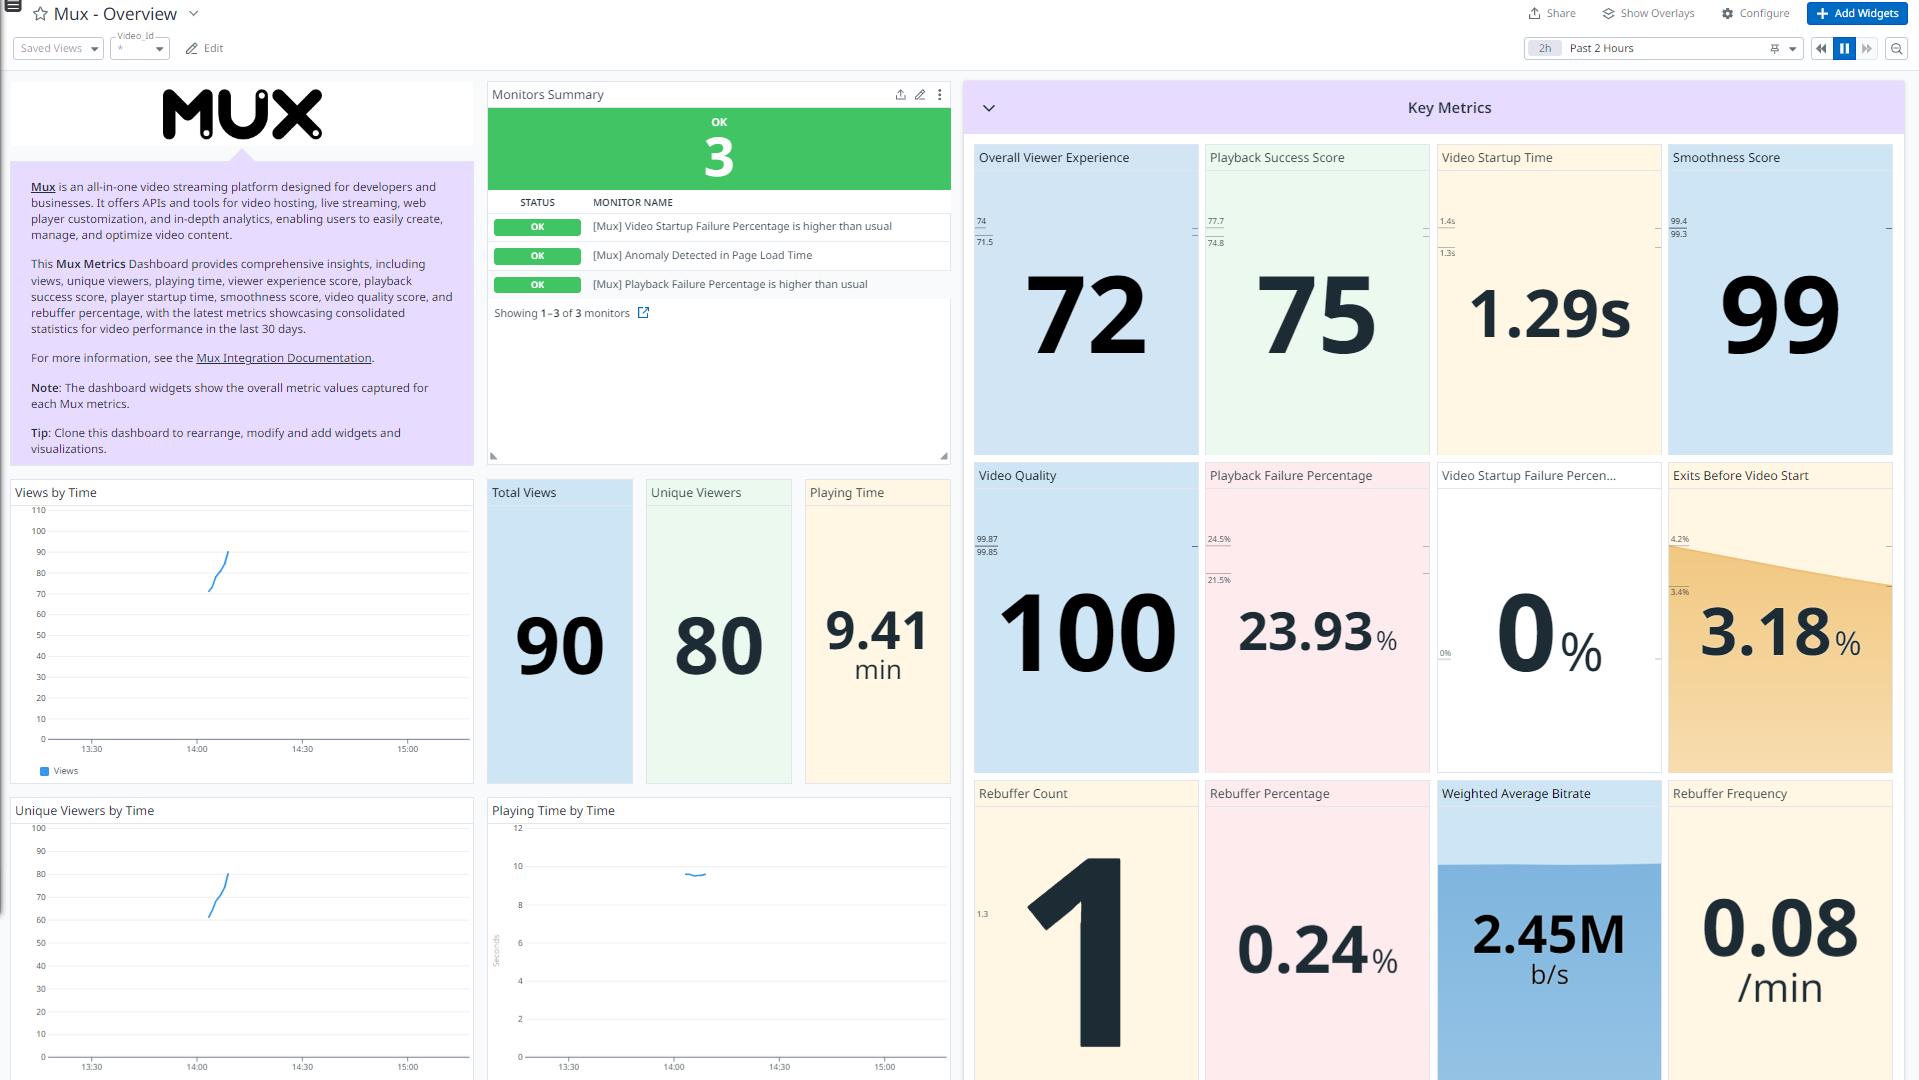 Mux - Overview
Share
Show Overlays
Configure
Add Widgets
Saved Views
Video_Id
*
Edit
2h
Past 2 Hours
MUX
Mux is an all-in-one video streaming platform designed for developers and
businesses. It offers APIs and tools for video hosting, live streaming, web
player customization, and in-depth analytics, enabling users to easily create,
manage, and optimize video content.
This Mux Metrics Dashboard provides comprehensive insights, including
views, unique viewers, playing time, viewer experience score, playback
success score, player startup time, smoothness score, video quality score, and
rebuffer percentage, with the latest metrics showcasing consolidated
statistics for video performance in the last 30 days.
For more information, see the Mux Integration Documentation.
Note: The dashboard widgets show the overall metric values captured for
each Mux metrics.
Tip: Clone this dashboard to rearrange, modify and add widgets and
visualizations.
Monitors Summary
OK
3
STATUS
MONITOR NAME
OK
[Mux] Video Startup Failure Percentage is higher than usual
OK
[Mux] Anomaly Detected in Page Load Time
OK
[Mux] Playback Failure Percentage is higher than usual
Showing 1–3 of 3 monitors
Views by Time
110
100
90
80
70
60
50
40
30
20
10
0
13:30
14:00
14:30
15:00
Views
Total Views
90
Unique Viewers
80
Playing Time
9.41
min
Unique Viewers by Time
100
90
80
70
60
50
40
30
20
10
0
13:30
14:00
14:30
15:00
Playing Time by Time
Seconds
12
10
8
6
4
2
0
13:30
14:00
14:30
15:00
Key Metrics
Overall Viewer Experience
74
71.5
72
Playback Success Score
77.7
74.8
75
Video Startup Time
1.4s
1.3s
1.29s
Smoothness Score
99.4
99.3
99
Video Quality
99.87
99.85
100
Playback Failure Percentage
24.5%
21.5%
23.93%
Video Startup Failure Percen...
0%
0%
Exits Before Video Start
4.2%
3.4%
3.18%
Rebuffer Count
1.3
1
Rebuffer Percentage
0.24%
Weighted Average Bitrate
2.45M
b/s
Rebuffer Frequency
0.08
/min